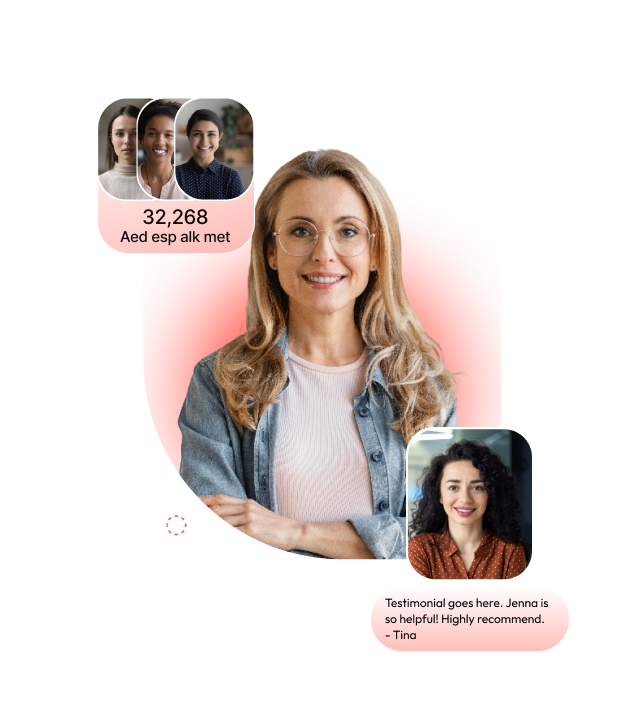 32,268
Aed esp alk met
Testimonial goes here. Jenna is
so helpful! Highly recommend.
- Tina